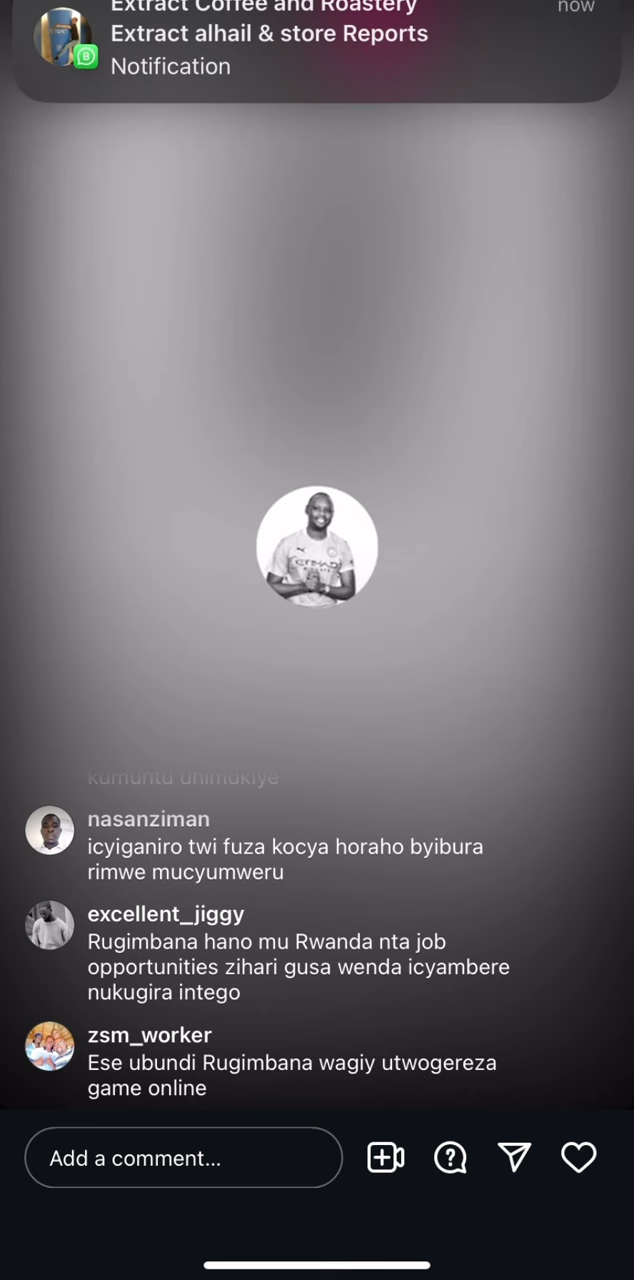 Extract Coffee and Roastery
now
Extract alhail & store Reports
Notification
ETIHAD
kumuntu unimukiye
nasanziman
icyiganiro twi fuza kocya horaho byibura
rimwe mucyumweru
excellent_jiggy
Rugimbana hano mu Rwanda nta job
opportunities zihari gusa wenda icyambere
nukugira intego
zsm_worker
Ese ubundi Rugimbana wagiy utwogereza
game online
Add a comment...